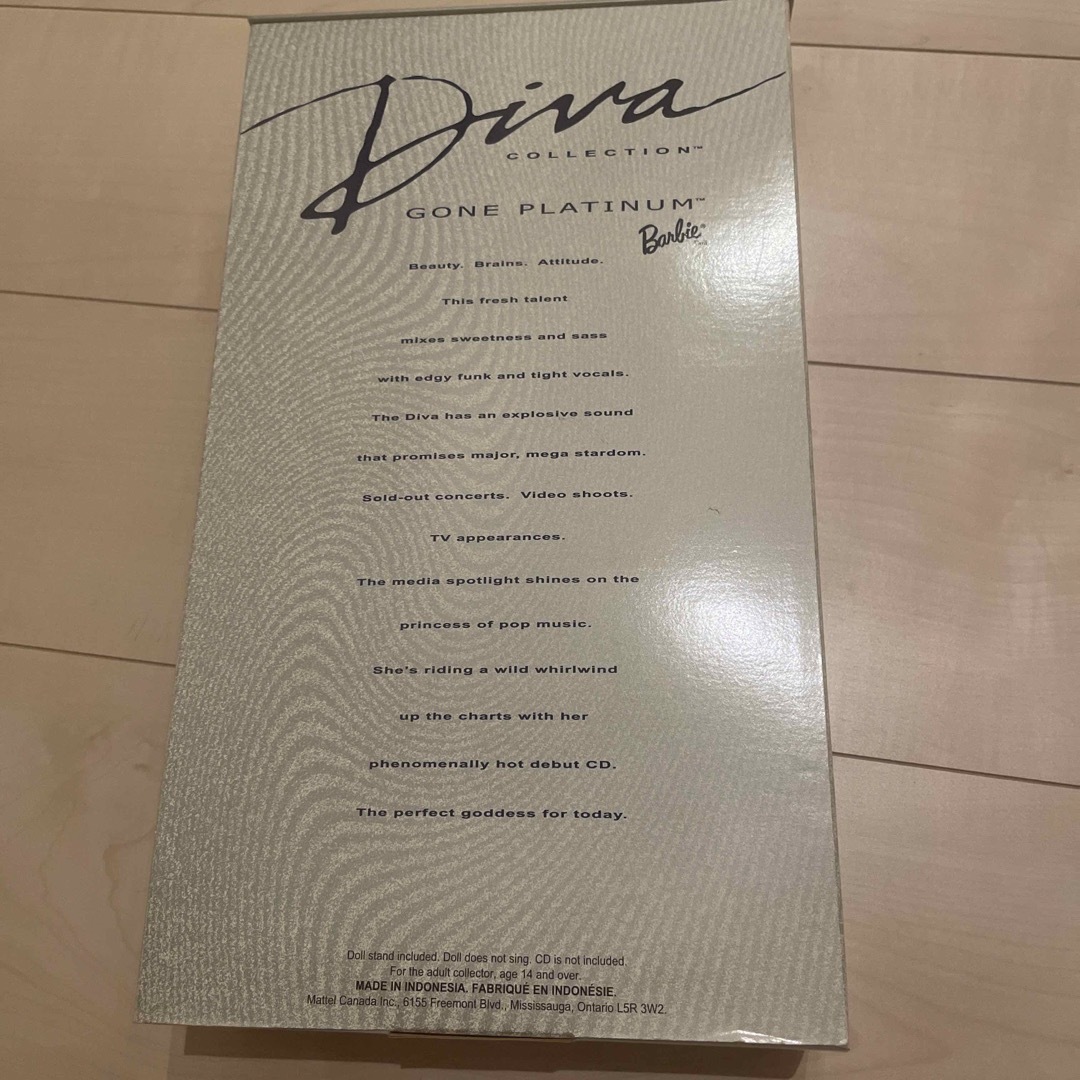 Diva
COLLECTION™
GONE PLATINUM™
Barbie®
Beauty. Brains. Attitude.
This fresh talent
mixes sweetness and sass
with edgy funk and tight vocals.
The Diva has an explosive sound
that promises major, mega stardom.
Sold-out concerts. Video shoots.
TV appearances.
The media spotlight shines on the
princess of pop music.
She's riding a wild whirlwind
up the charts with her
phenomenally hot debut CD.
The perfect goddess for today.
Doll stand included. Doll does not sing. CD is not included.
For the adult collector, age 14 and over.
MADE IN INDONESIA. FABRIQUÉ EN INDONÉSIE.
Mattel Canada Inc., 6155 Freemont Blvd., Mississauga, Ontario L5R 3W2.